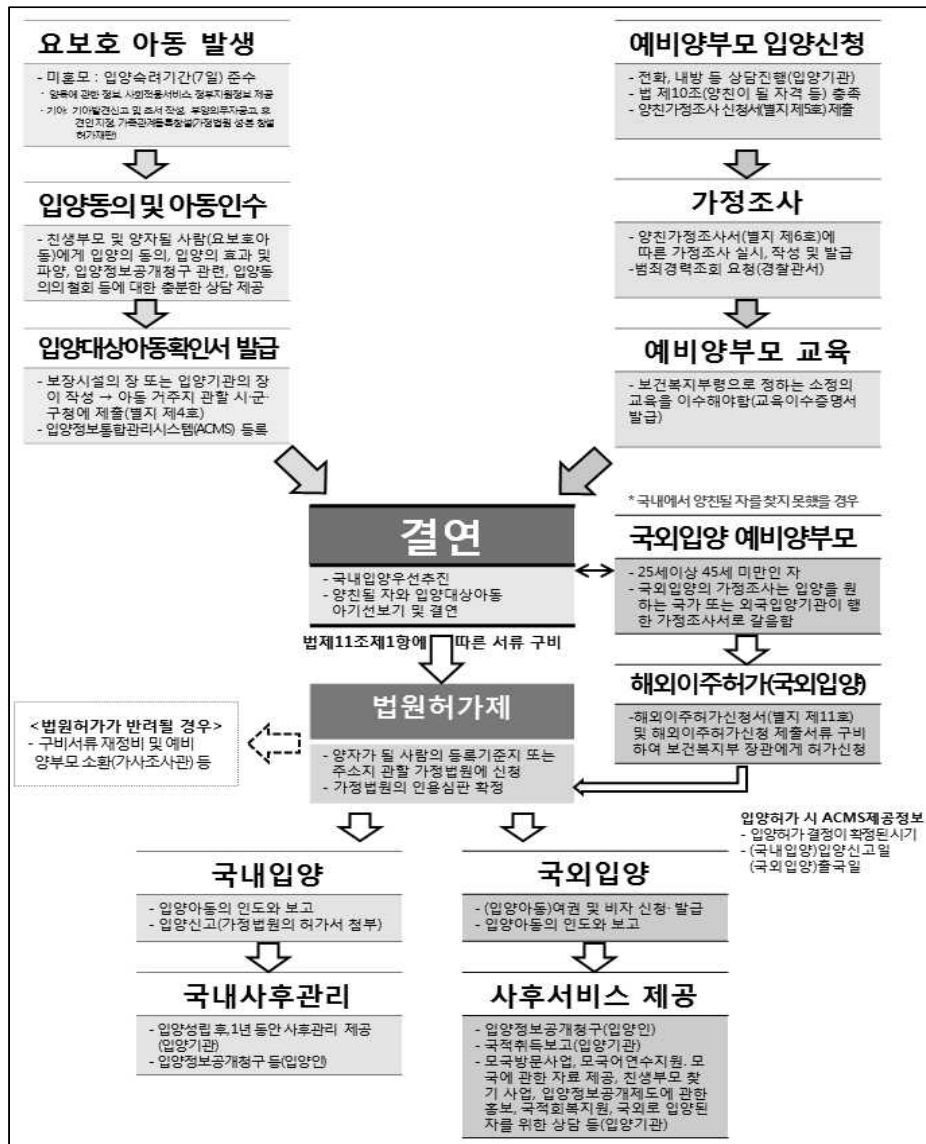 요보호 아동 발생
- 미혼모 : 입양숙려기간(7일) 준수
- 양육에 관한 정보, 사회적응서비스, 정부지원정보 제공
- 기아: 기아발견신고 및 조서 작성, 부양의무자공고, 후
견인지정, 가족관계등록창설(가정법원 성·본 창설
허가재판)
입양동의 및 아동인수
- 친생부모 및 양자될 사람(요보호아
동)에게 입양의 동의, 입양의 효과 및
파양, 입양정보공개청구 관련, 입양동
의의 철회 등에 대한 충분한 상담 제공
입양대상아동확인서 발급
- 보장시설의 장 또는 입양기관의 장
이 작성 → 아동 거주지 관할 시·군·
구청에 제출(별지 제4호)
- 입양정보통합관리시스템(ACMS) 등록
예비양부모 입양신청
- 전화, 내방 등 상담진행(입양기관)
- 법 제10조(양친이 될 자격 등) 충족
- 양친가정조사 신청서(별지 제5호) 제출
가정조사
- 양친가정조사서(별지 제6호)에
따른 가정조사 실시, 작성 및 발급
-범죄경력조회 요청(경찰관서)
예비양부모 교육
- 보건복지부령으로 정하는 소정의
교육을 이수해야함(교육이수증명서
발급)
결연
- 국내입양우선추진
- 양친될 자와 입양대상아동
아기선보기 및 결연
* 국내에서 양친될 자를 찾지 못했을 경우
국외입양 예비양부모
- 25세이상 45세 미만인 자
- 국외입양의 가정조사는 입양을 원
하는 국가 또는 외국입양기관이 행
한 가정조사서로 갈음함
법제11조제1항에 따른 서류 구비
해외이주허가(국외입양)
-해외이주허가신청서(별지 제11호)
및 해외이주허가신청 제출서류 구비
하여 보건복지부 장관에게 허가신청
법원허가제
- 양자가 될 사람의 등록기준지 또는
주소지 관할 가정법원에 신청
- 가정법원의 인용심판 확정
<법원허가가 반려될 경우>
- 구비서류 재정비 및 예비
양부모 소환(가사조사관) 등
입양허가 시 ACMS제공정보
- 입양허가 결정이 확정된시기
- (국내입양)입양신고일
(국외입양)출국일
국내입양
- 입양아동의 인도와 보고
- 입양신고(가정법원의 허가서 첨부)
국외입양
- (입양아동)여권 및 비자 신청·발급
- 입양아동의 인도와 보고
국내사후관리
- 입양성립 후, 1년 동안 사후관리 제공
(입양기관)
- 입양정보공개청구 등(입양인)
사후서비스 제공
- 입양정보공개청구(입양인)
- 국적취득보고(입양기관)
- 모국방문사업, 모국어연수지원. 모
국에 관한 자료 제공, 친생부모 찾
기 사업, 입양정보공개제도에 관한
홍보, 국적회복지원, 국외로 입양된
자를 위한 상담 등(입양기관)